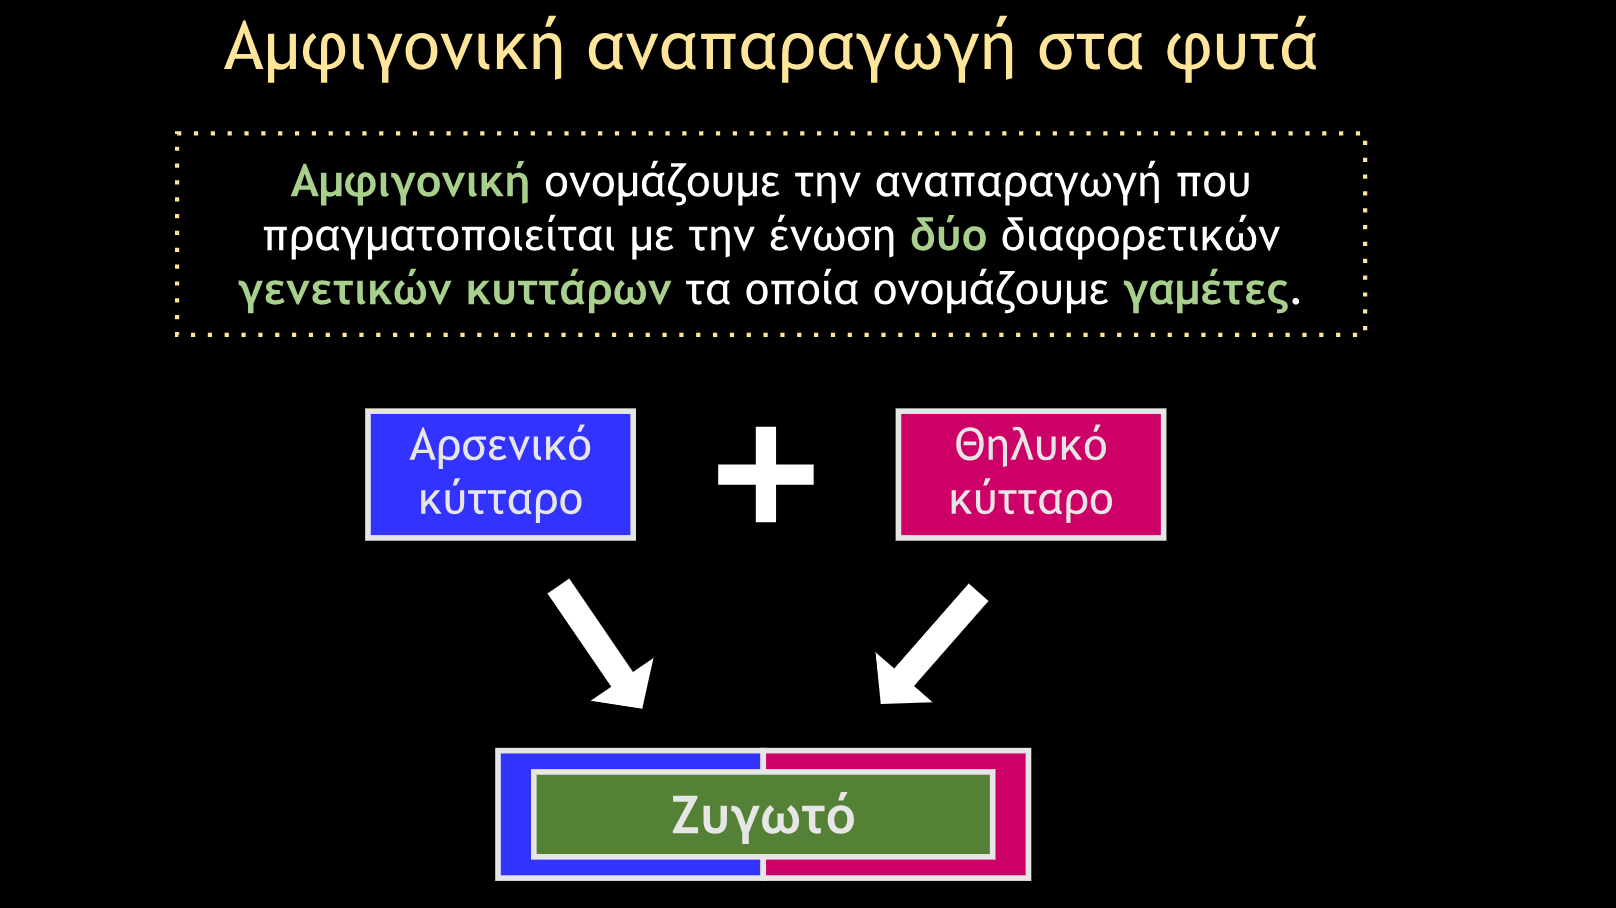 Αμφιγονική αναπαραγωγή στα φυτά
Αμφιγονική ονομάζουμε την αναπαραγωγή που
πραγματοποιείται με την ένωση δύο διαφορετικών
γενετικών κυττάρων τα οποία ονομάζουμε γαμέτες.
Αρσενικό
κύτταρο
+
Θηλυκό
κύτταρο
Ζυγωτό